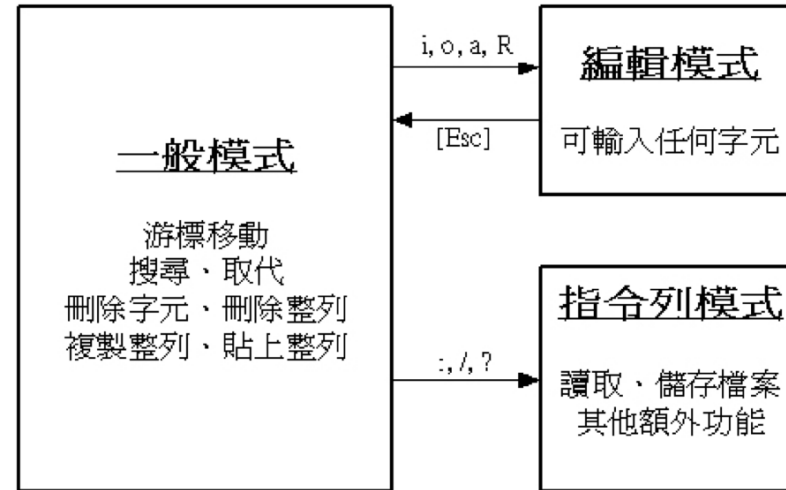 一般模式
游標移動
搜尋、取代
刪除字元、刪除整列
複製整列、貼上整列
i, o, a, R
[Esc]
編輯模式
可輸入任何字元
:, /, ?
指令列模式
讀取、儲存檔案
其他額外功能